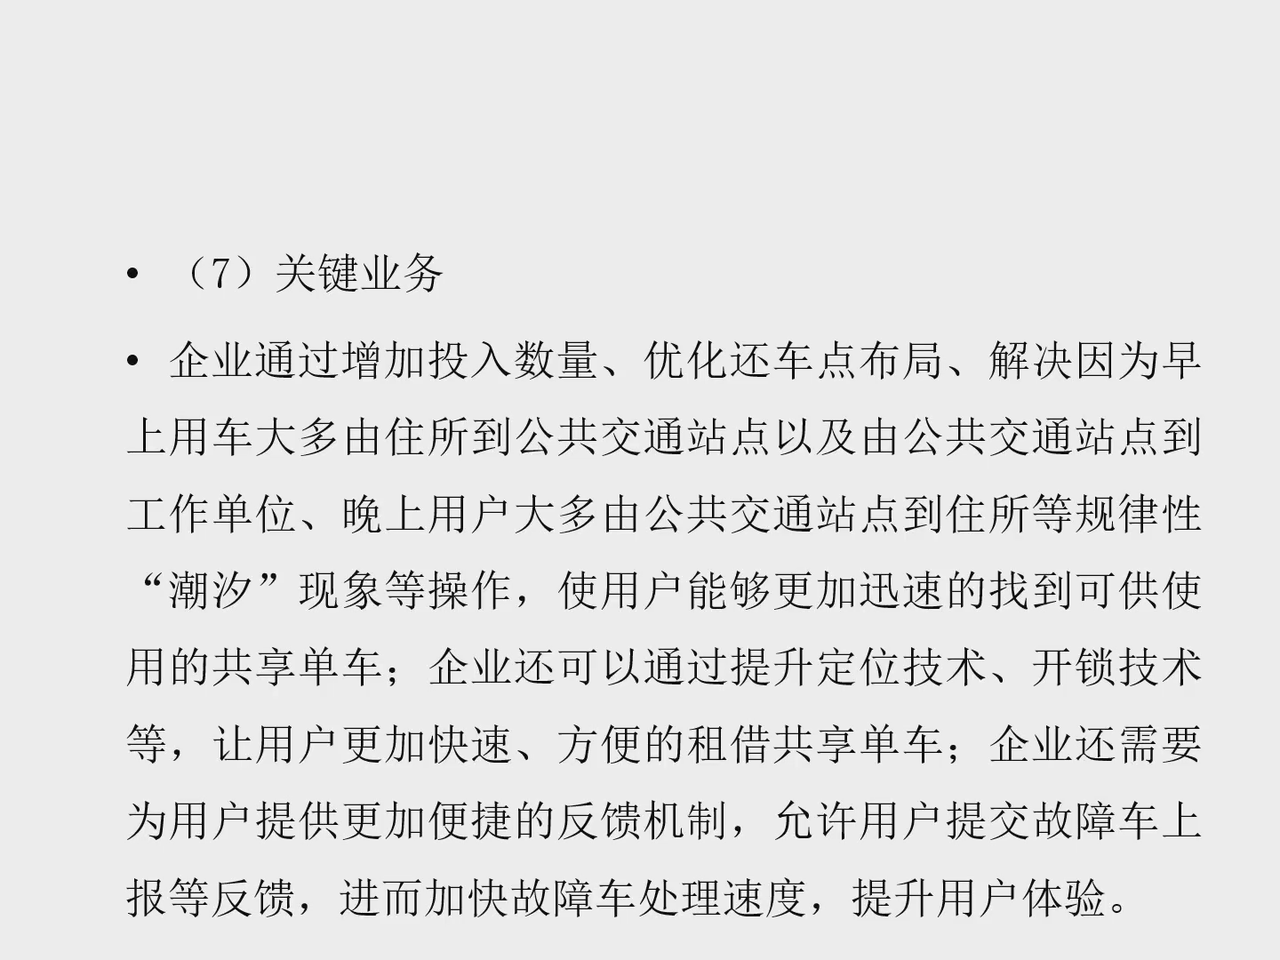 • （7）关键业务
• 企业通过增加投入数量、优化还车点布局、解决因为早
上用车大多由住所到公共交通站点以及由公共交通站点到
工作单位、晚上用户大多由公共交通站点到住所等规律性
“潮汐”现象等操作，使用户能够更加迅速的找到可供使
用的共享单车；企业还可以通过提升定位技术、开锁技术
等，让用户更加快速、方便的租借共享单车；企业还需要
为用户提供更加便捷的反馈机制，允许用户提交故障车上
报等反馈，进而加快故障车处理速度，提升用户体验。